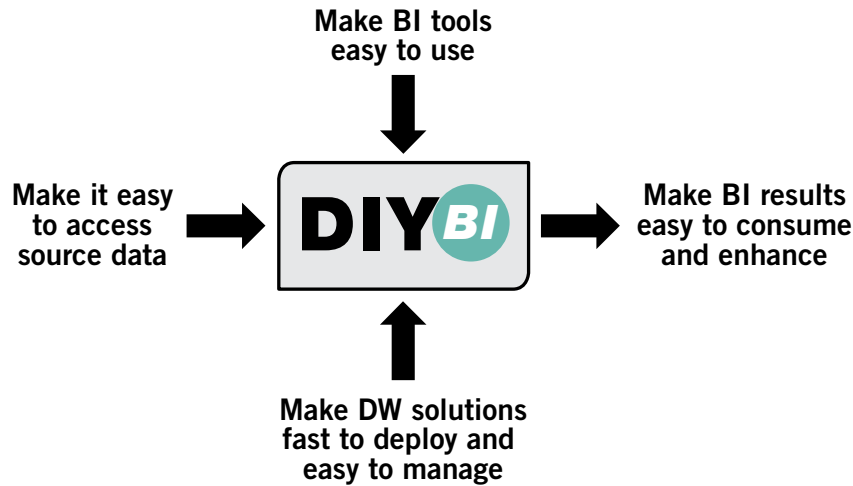 Make BI tools
easy to use
Make it easy
to access
source data
DIY BI
Make BI results
easy to consume
and enhance
Make DW solutions
fast to deploy and
easy to manage